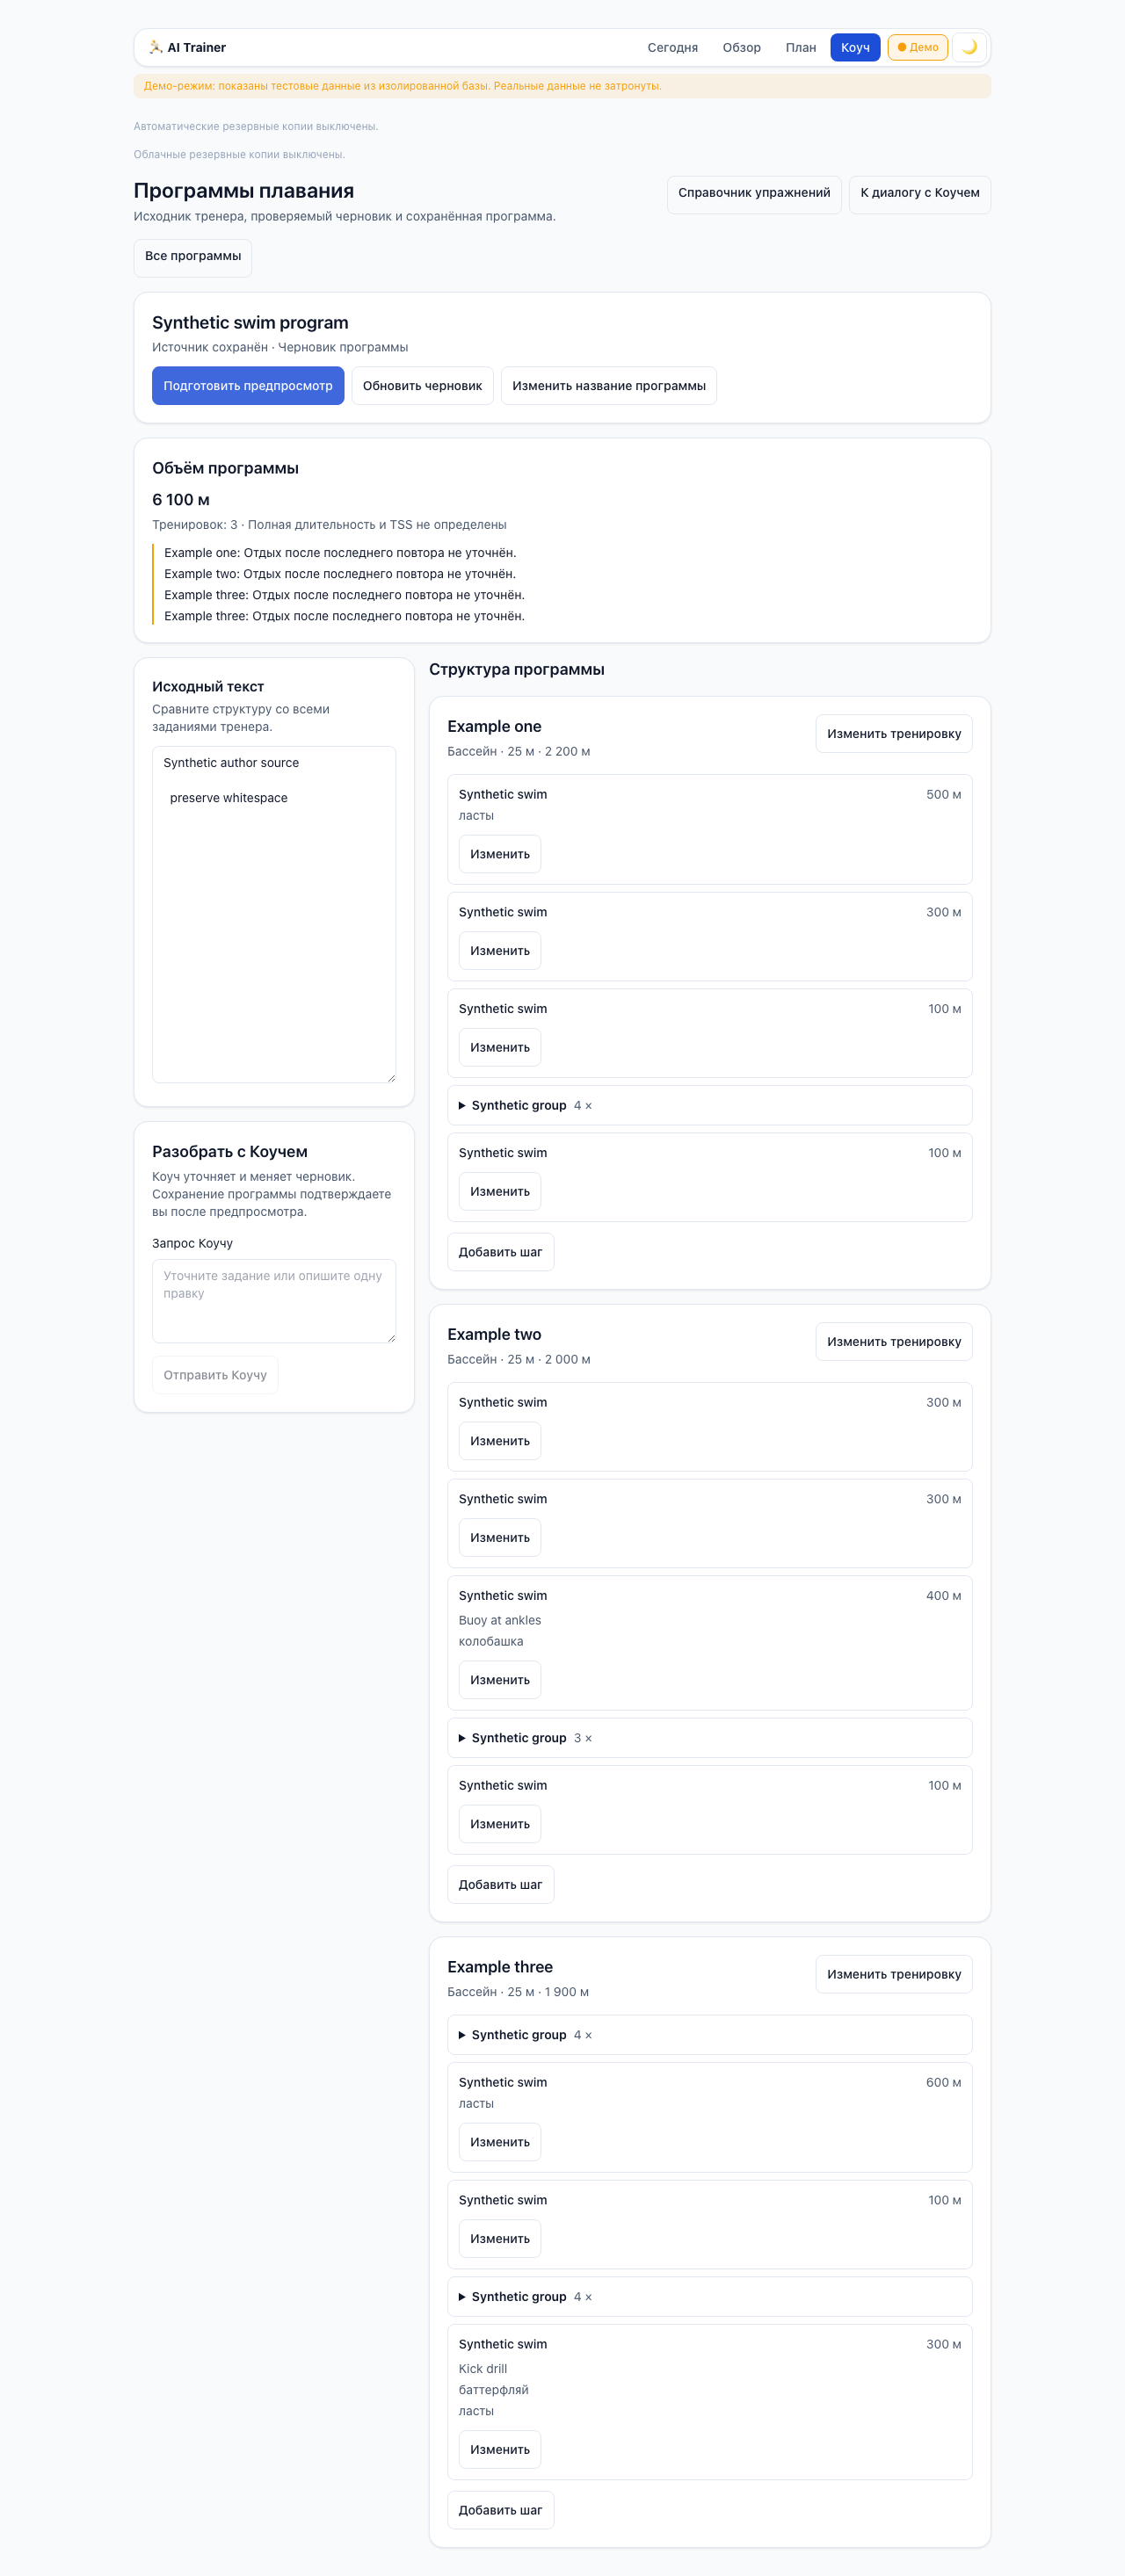 AI Trainer
Сегодня Обзор План Коуч Демо
Демо-режим: показаны тестовые данные из изолированной базы. Реальные данные не затронуты.
Автоматические резервные копии выключены.
Облачные резервные копии выключены.
Программы плавания
Исходник тренера, проверяемый черновик и сохранённая программа.
Справочник упражнений К диалогу с Коучем
Все программы
Synthetic swim program
Источник сохранён · Черновик программы
Подготовить предпросмотр Обновить черновик Изменить название программы
Объём программы
6 100 м
Тренировок: 3 · Полная длительность и TSS не определены
Example one: Отдых после последнего повтора не уточнён.
Example two: Отдых после последнего повтора не уточнён.
Example three: Отдых после последнего повтора не уточнён.
Example three: Отдых после последнего повтора не уточнён.
Исходный текст
Сравните структуру со всеми
заданиями тренера.
Synthetic author source
preserve whitespace
Разобрать с Коучем
Коуч уточняет и меняет черновик.
Сохранение программы подтверждаете
вы после предпросмотра.
Запрос Коучу
Уточните задание или опишите одну
правку
Отправить Коучу
Структура программы
Example one
Бассейн · 25 м · 2 200 м
Изменить тренировку
Synthetic swim 500 м
ласты
Изменить
Synthetic swim 300 м
Изменить
Synthetic swim 100 м
Изменить
Synthetic group 4 ×
Synthetic swim 100 м
Изменить
Добавить шаг
Example two
Бассейн · 25 м · 2 000 м
Изменить тренировку
Synthetic swim 300 м
Изменить
Synthetic swim 300 м
Изменить
Synthetic swim 400 м
Buoy at ankles
колобашка
Изменить
Synthetic group 3 ×
Synthetic swim 100 м
Изменить
Добавить шаг
Example three
Бассейн · 25 м · 1 900 м
Изменить тренировку
Synthetic group 4 ×
Synthetic swim 600 м
ласты
Изменить
Synthetic swim 100 м
Изменить
Synthetic group 4 ×
Synthetic swim 300 м
Kick drill
баттерфляй
ласты
Изменить
Добавить шаг